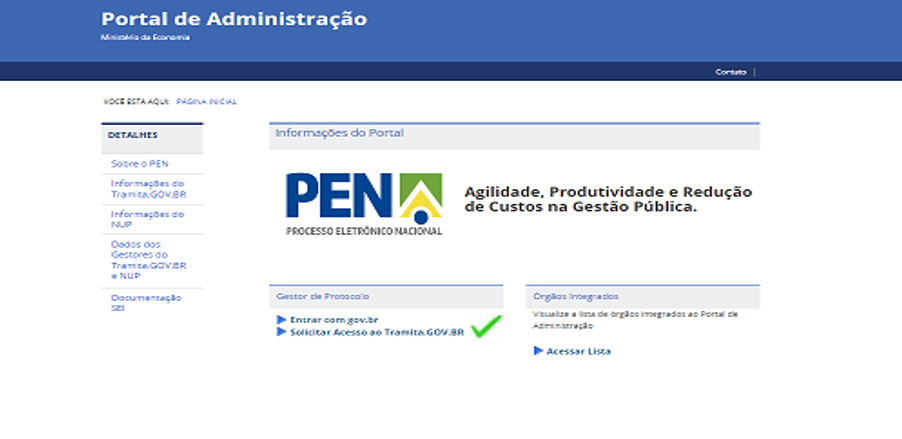 Portal de Administração
Ministério da Economia
Contato |
VOCE ESTA AQUI: PÁGINA INICIAL
DETALHES
Sobre o PEN
Informações do
Tramita.GOV.BR
Informações do
NUP
Dados dos
Gestores do
Tramita.GOV.BR
e NUP
Documentação
SEI
Informações do Portal
PEN
PROCESSO ELETRÔNICO NACIONAL
Agilidade, Produtividade e Redução
de Custos na Gestão Pública.
Gestor de Protocolo
Entrar com gov.br
Solicitar Acesso ao Tramita.GOV.BR
Órgãos Integrados
Visualize a lista de órgãos integrados ao Portal de
Administração
Acessar Lista